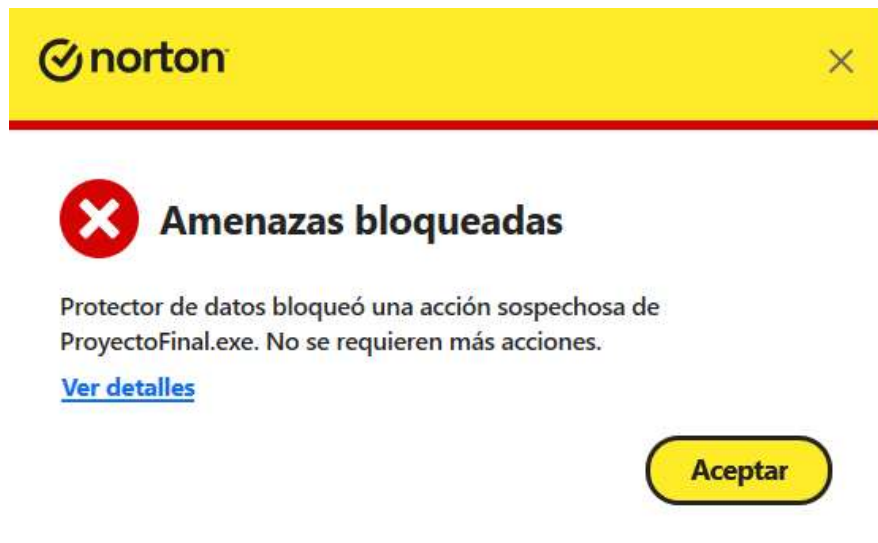 norton
Amenazas bloqueadas
Protector de datos bloqueó una acción sospechosa de
ProyectoFinal.exe. No se requieren más acciones.
Ver detalles
Aceptar